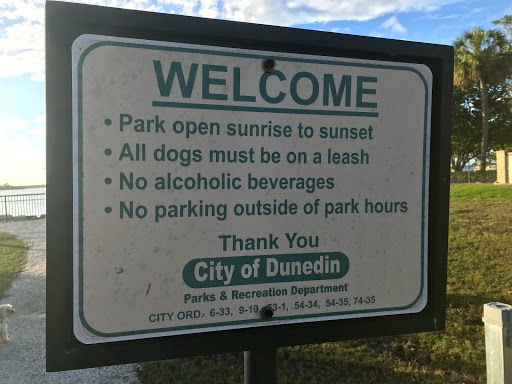 WELCOME
• Park open sunrise to sunset
• All dogs must be on a leash
• No alcoholic beverages
• No parking outside of park hours
Thank You
City of Dunedin
Parks & Recreation Department
CITY ORD.- 6-33, 9-19, 53-1, 54-34, 54-35, 74-35